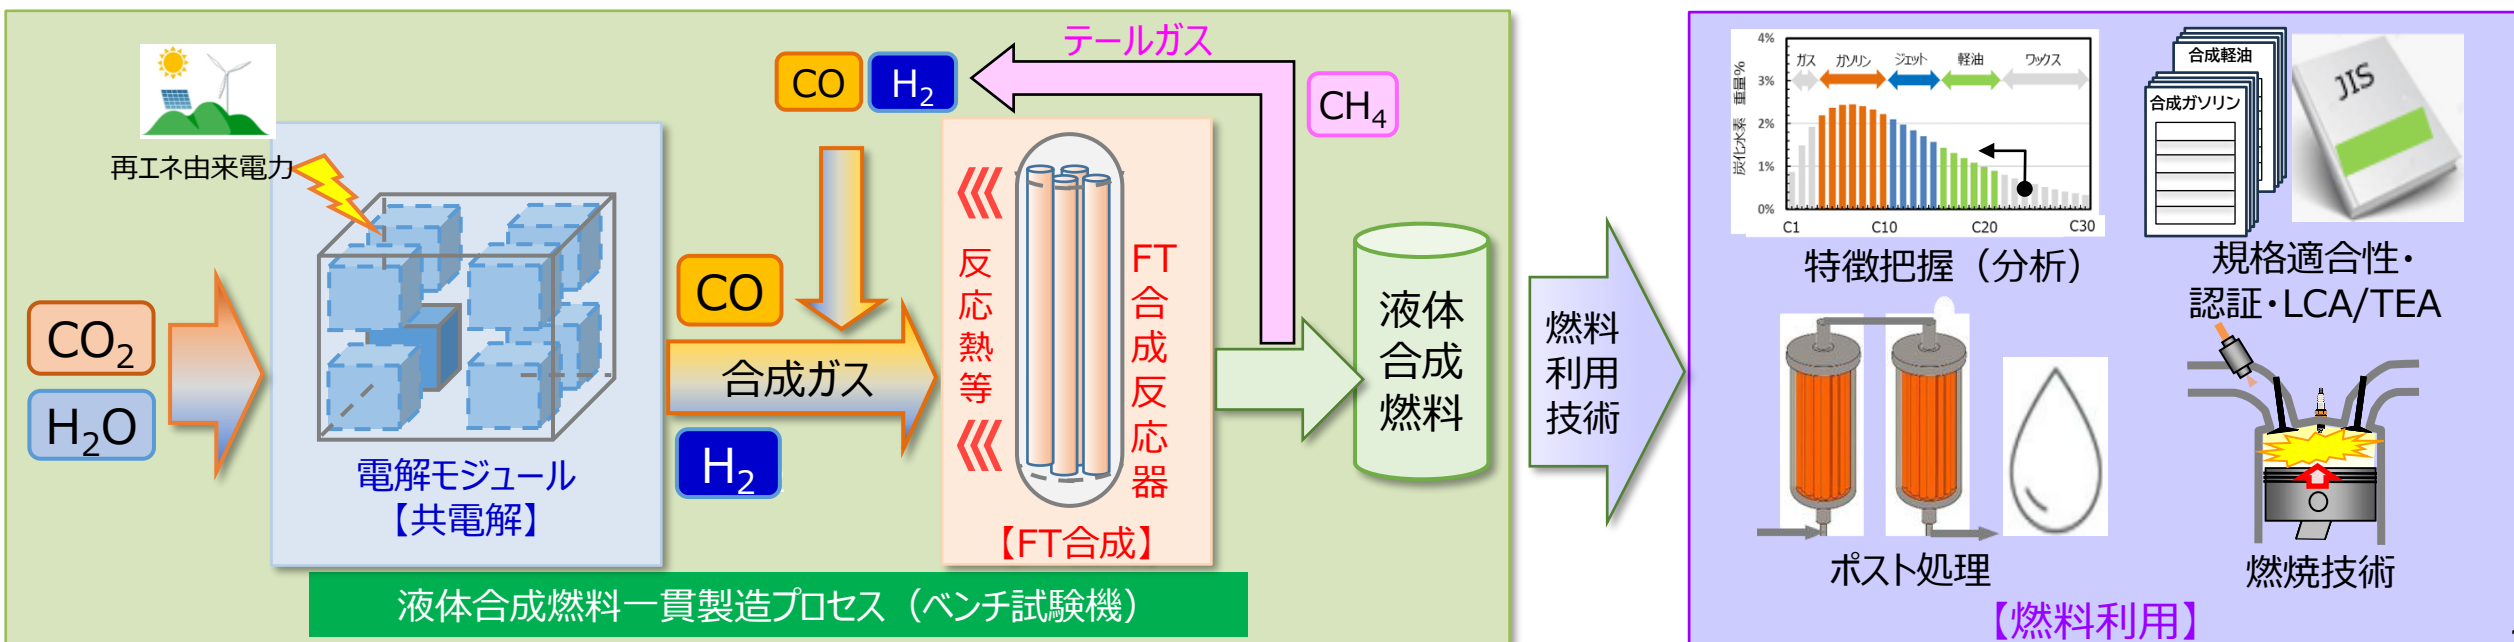 再エネ由来電力
CO₂
H₂O
電解モジュール
【共電解】
CO
H₂
テールガス
CH₄
CO
合成ガス
H₂
反応熱等
FT合成反応器
【FT合成】
液体
合成
燃料
液体合成燃料一貫製造プロセス（ベンチ試験機）
燃料
利用
技術
炭化水素 重量%
4%
3%
2%
1%
0%
ガス ガソリン ジェット 軽油 ワックス
C1 C10 C20 C30
特徴把握（分析）
合成軽油
合成ガソリン
JIS
規格適合性・
認証・LCA/TEA
ポスト処理
燃焼技術
【燃料利用】